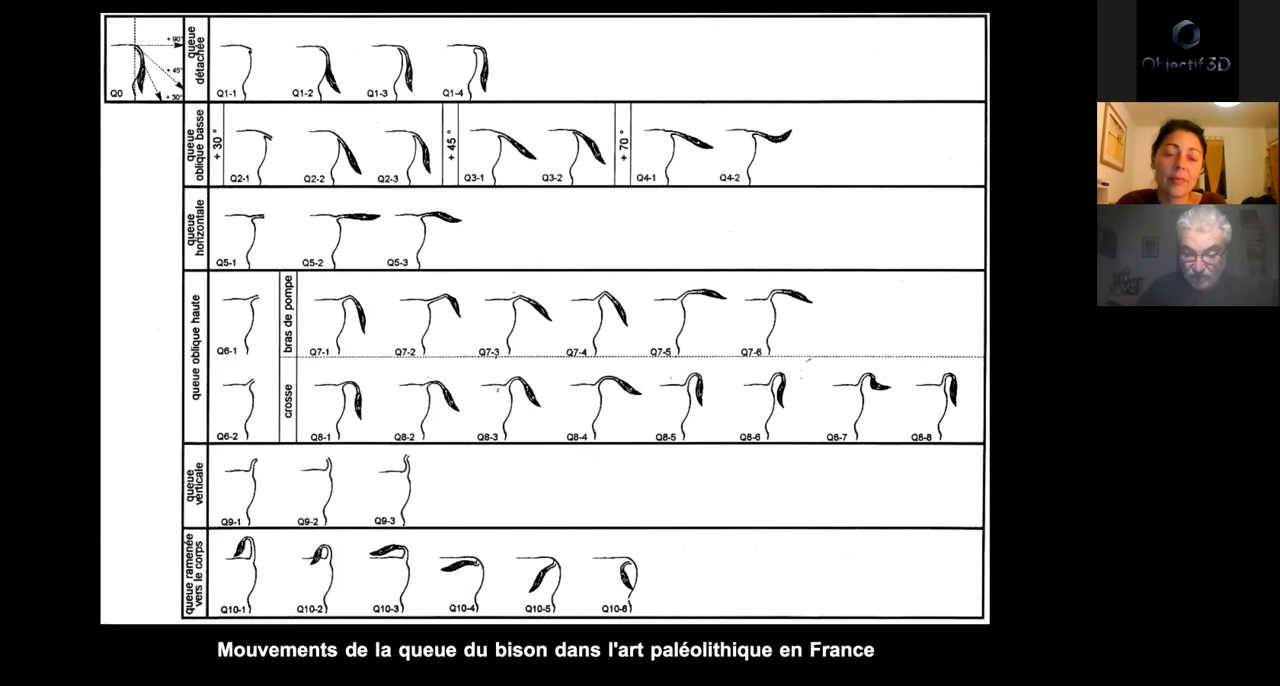 Objectif 3D
Q0
+ 90°
+ 45°
+ 30°
queue
détachée
Q1-1
Q1-2
Q1-3
Q1-4
queue
oblique basse
+ 30 °
Q2-1
Q2-2
Q2-3
+ 45 °
Q3-1
Q3-2
+ 70 °
Q4-1
Q4-2
queue
horizontale
Q5-1
Q5-2
Q5-3
queue oblique haute
Q6-1
bras de pompe
Q7-1
Q7-2
Q7-3
Q7-4
Q7-5
Q7-6
Q6-2
crosse
Q8-1
Q8-2
Q8-3
Q8-4
Q8-5
Q8-6
Q8-7
Q8-8
queue
verticale
Q9-1
Q9-2
Q9-3
queue ramenée
vers le corps
Q10-1
Q10-2
Q10-3
Q10-4
Q10-5
Q10-6
Mouvements de la queue du bison dans l'art paléolithique en France